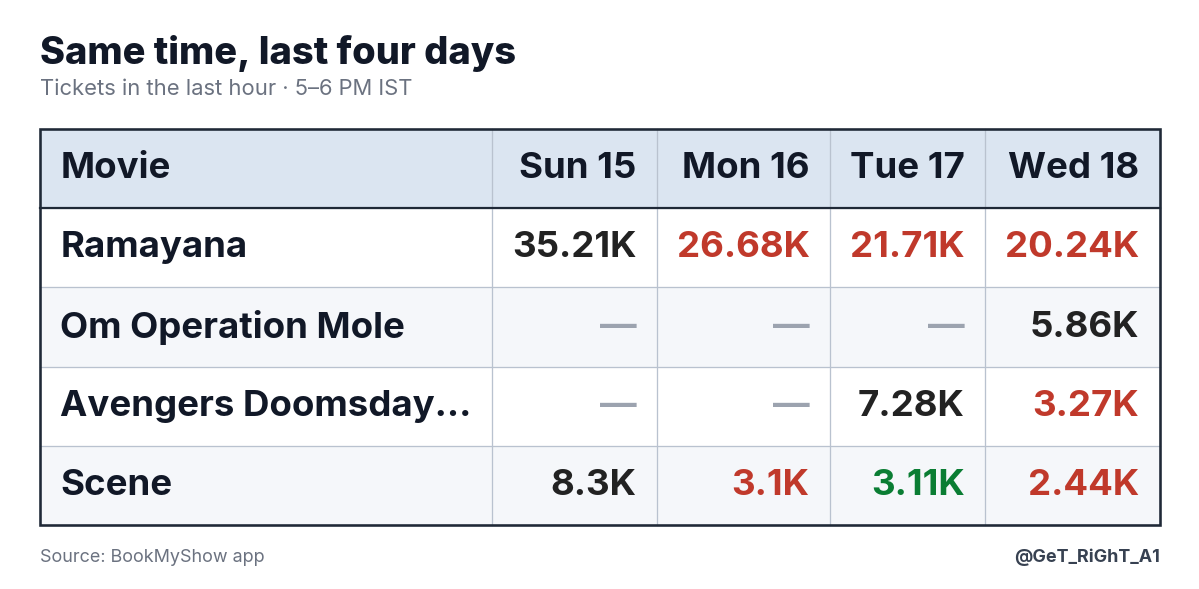 Same time, last four days
Tickets in the last hour · 5–6 PM IST
Movie Sun 15 Mon 16 Tue 17 Wed 18
Ramayana 35.21K 26.68K 21.71K 20.24K
Om Operation Mole — — — 5.86K
Avengers Doomsday... — — 7.28K 3.27K
Scene 8.3K 3.1K 3.11K 2.44K
Source: BookMyShow app @GeT_RiGhT_A1